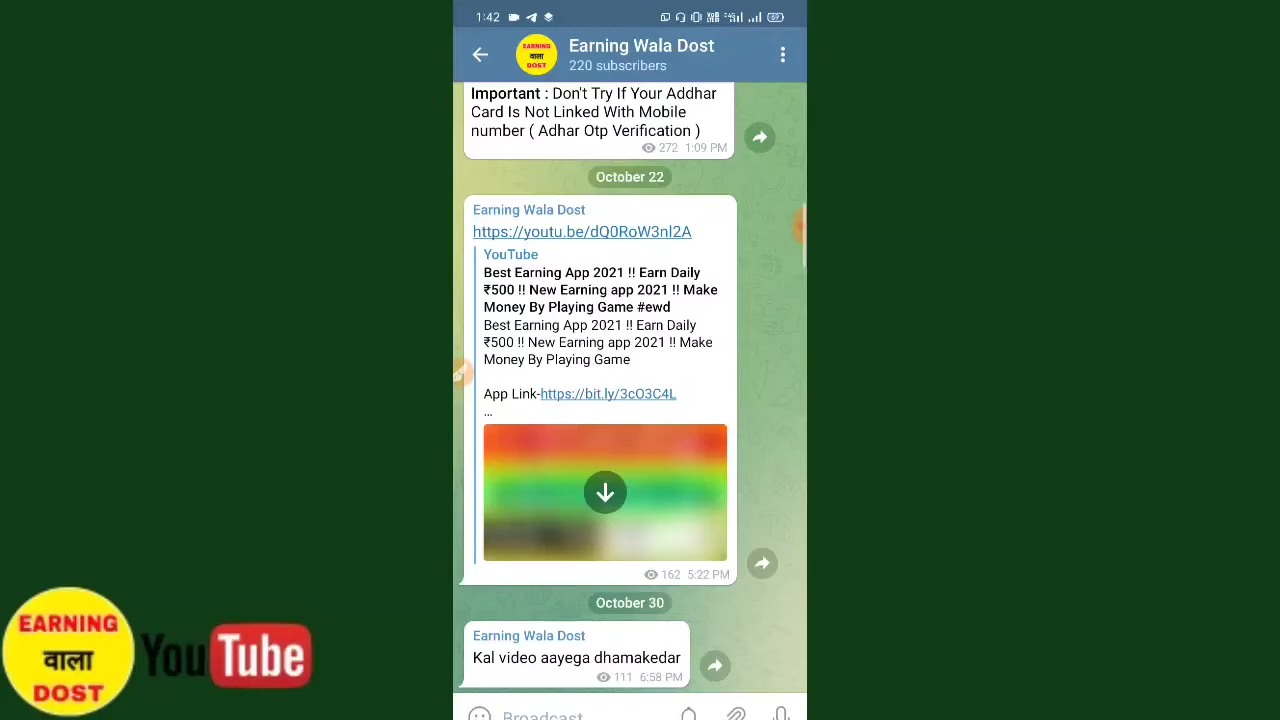 1:42
EARNING
वाला
DOST
Earning Wala Dost
220 subscribers
Important : Don't Try If Your Addhar
Card Is Not Linked With Mobile
number ( Adhar Otp Verification )
272 1:09 PM
October 22
Earning Wala Dost
https://youtu.be/dQ0RoW3nl2A
YouTube
Best Earning App 2021 !! Earn Daily
₹500 !! New Earning app 2021 !! Make
Money By Playing Game #ewd
Best Earning App 2021 !! Earn Daily
₹500 !! New Earning app 2021 !! Make
Money By Playing Game
App Link-https://bit.ly/3cO3C4L
...
162 5:22 PM
October 30
Earning Wala Dost
Kal video aayega dhamakedar
111 6:58 PM
Broadcast
EARNING
वाला
DOST
YouTube